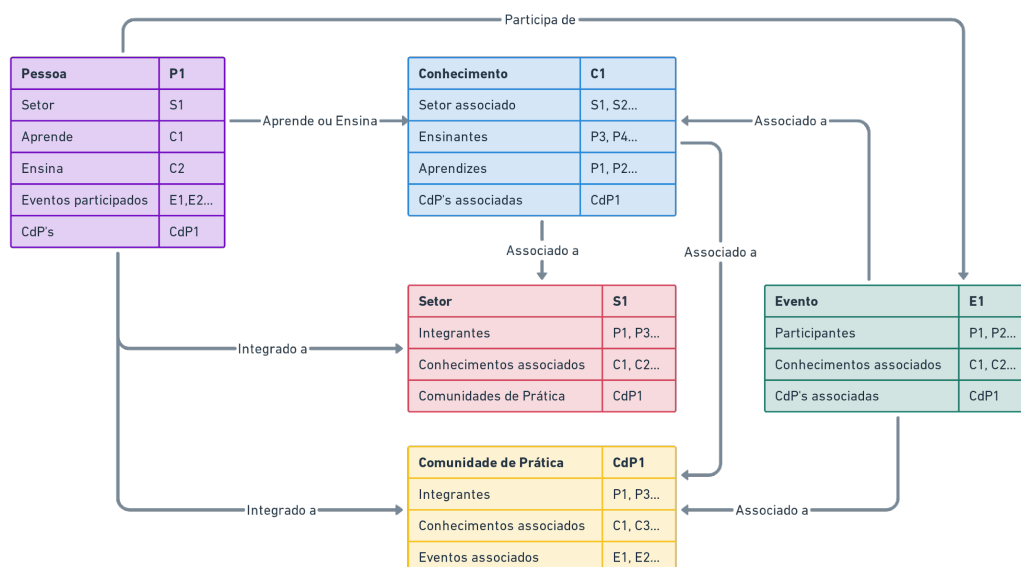 Participa de
Pessoa P1
Setor S1
Aprende C1
Ensina C2
Eventos participados E1,E2...
CdP's CdP1
Aprende ou Ensina
Conhecimento C1
Setor associado S1, S2...
Ensinantes P3, P4...
Aprendizes P1, P2...
CdP's associadas CdP1
Associado a
Associado a
Associado a
Setor S1
Integrantes P1, P3...
Conhecimentos associados C1, C2...
Comunidades de Prática CdP1
Integrado a
Evento E1
Participantes P1, P2...
Conhecimentos associados C1, C2...
CdP's associadas CdP1
Comunidade de Prática CdP1
Integrantes P1, P3...
Conhecimentos associados C1, C3...
Eventos associados E1, E2...
Integrado a
Associado a